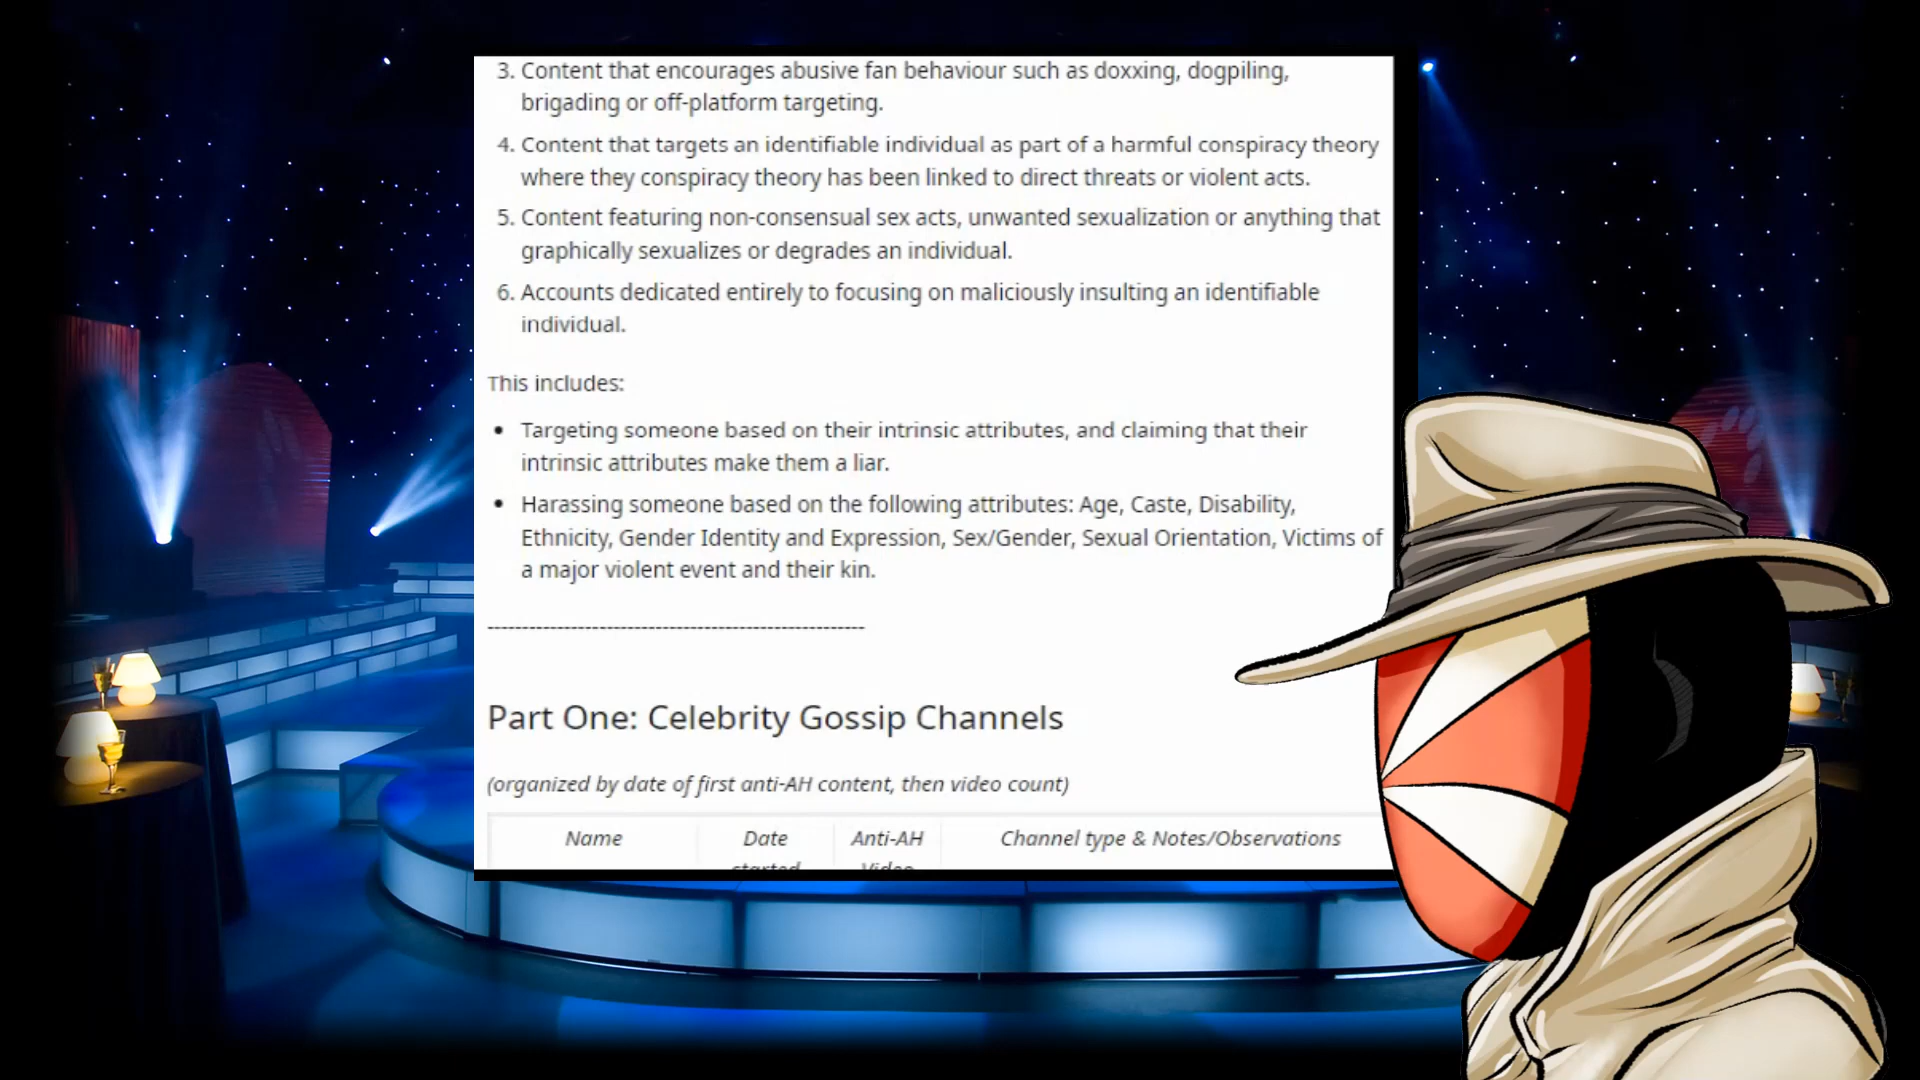 3. Content that encourages abusive fan behaviour such as doxxing, dogpiling,
brigading or off-platform targeting.
4. Content that targets an identifiable individual as part of a harmful conspiracy theory
where they conspiracy theory has been linked to direct threats or violent acts.
5. Content featuring non-consensual sex acts, unwanted sexualization or anything that
graphically sexualizes or degrades an individual.
6. Accounts dedicated entirely to focusing on maliciously insulting an identifiable
individual.
This includes:
• Targeting someone based on their intrinsic attributes, and claiming that their
intrinsic attributes make them a liar.
• Harassing someone based on the following attributes: Age, Caste, Disability,
Ethnicity, Gender Identity and Expression, Sex/Gender, Sexual Orientation, Victims of
a major violent event and their kin.
------------------------------------------------------
Part One: Celebrity Gossip Channels
(organized by date of first anti-AH content, then video count)
Name Date Anti-AH Channel type & Notes/Observations
started Video